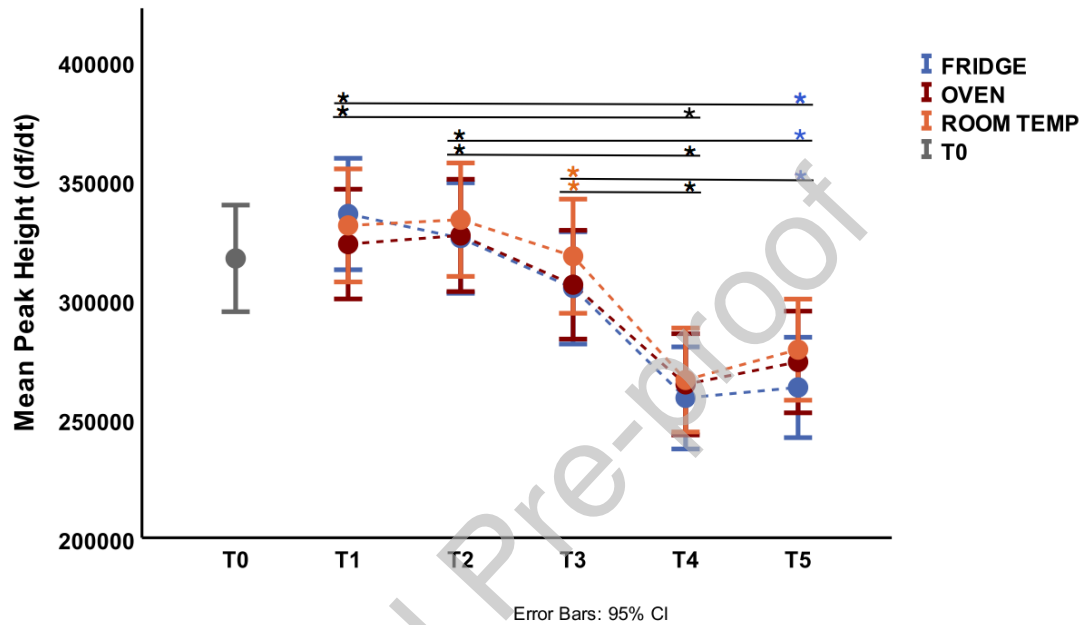 Mean Peak Height (df/dt)
400000
350000
300000
250000
200000
* *
* *
* *
* *
* *
* *
FRIDGE
OVEN
ROOM TEMP
T0
T0 T1 T2 T3 T4 T5
Error Bars: 95% CI
l Pre-proof